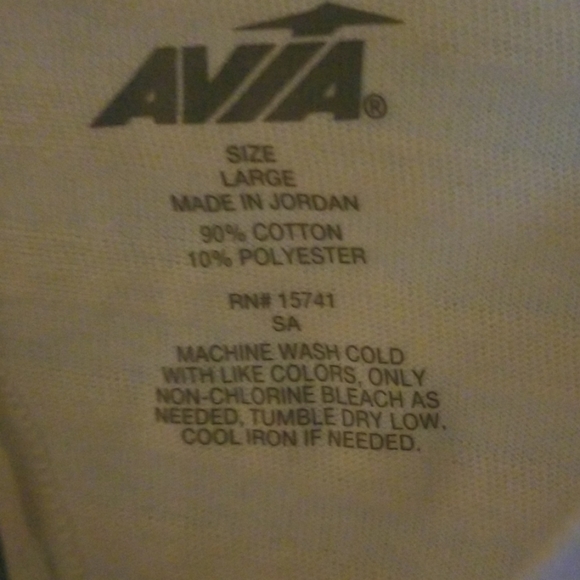 AVIA®
SIZE
LARGE
MADE IN JORDAN
90% COTTON
10% POLYESTER
RN# 15741
SA
MACHINE WASH COLD
WITH LIKE COLORS, ONLY
NON-CHLORINE BLEACH AS
NEEDED, TUMBLE DRY LOW.
COOL IRON IF NEEDED.